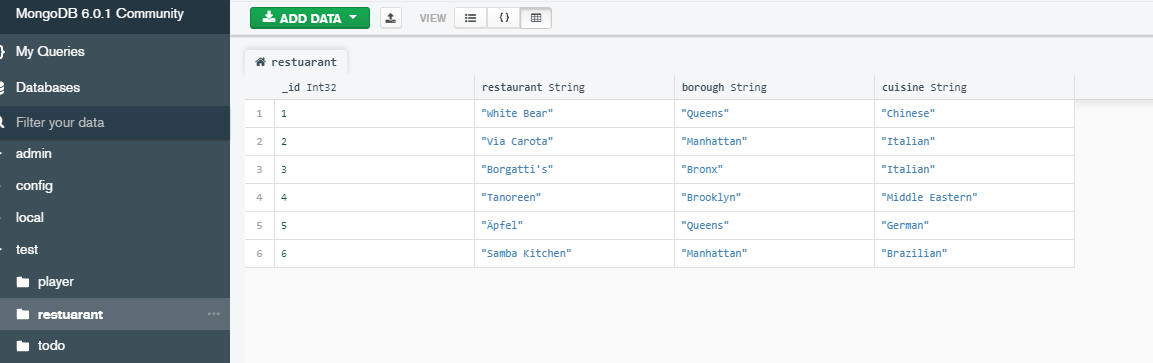 MongoDB 6.0.1 Community
My Queries
Databases
Filter your data
admin
config
local
test
player
restuarant
todo
ADD DATA
VIEW
{}
restuarant
_id Int32 restaurant String borough String cuisine String
1 1 "White Bear" "Queens" "Chinese"
2 2 "Via Carota" "Manhattan" "Italian"
3 3 "Borgatti's" "Bronx" "Italian"
4 4 "Tanoreen" "Brooklyn" "Middle Eastern"
5 5 "Äpfel" "Queens" "German"
6 6 "Samba Kitchen" "Manhattan" "Brazilian"